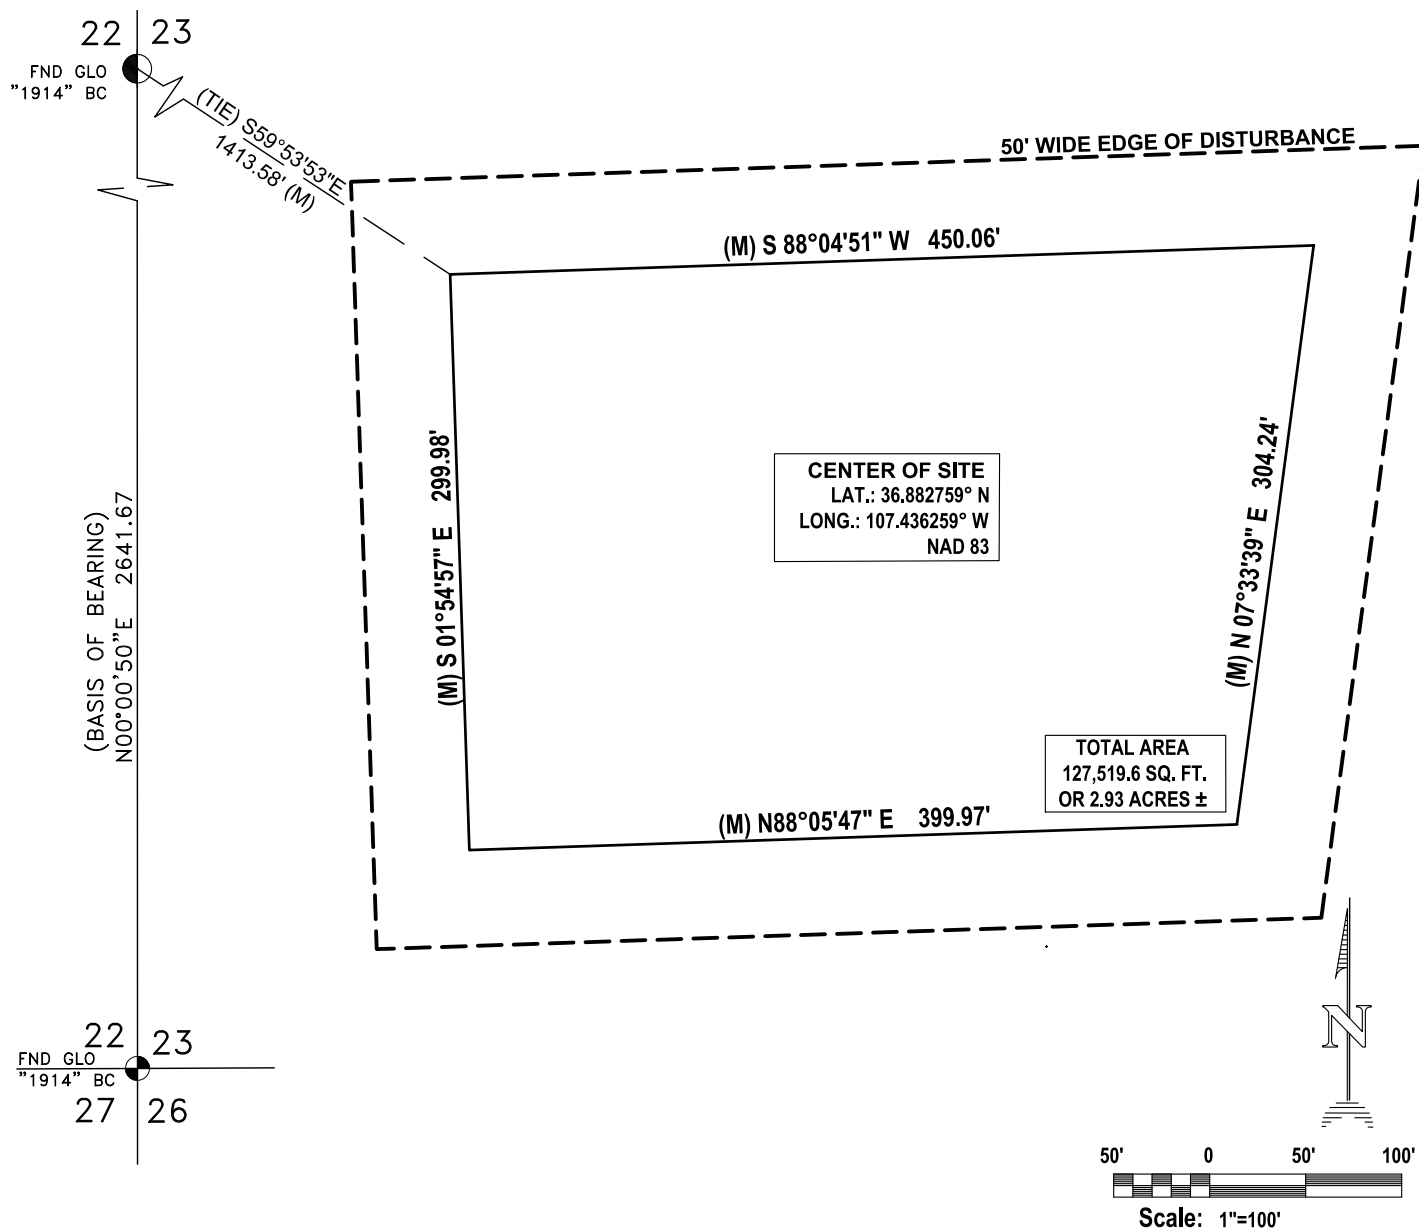 22 23
FND GLO
"1914" BC
(TIE) S59°53'53"E
1413.58' (M)
50' WIDE EDGE OF DISTURBANCE
(M) S 88°04'51" W 450.06'
(M) S 01°54'57" E 299.98'
CENTER OF SITE
LAT.: 36.882759° N
LONG.: 107.436259° W
NAD 83
(M) N 07°33'39" E 304.24'
(BASIS OF BEARING)
N00°00'50"E 2641.67
TOTAL AREA
127,519.6 SQ. FT.
OR 2.93 ACRES ±
(M) N88°05'47" E 399.97'
22 23
FND GLO
"1914" BC
27 26
N
50' 0 50' 100'
Scale: 1"=100'